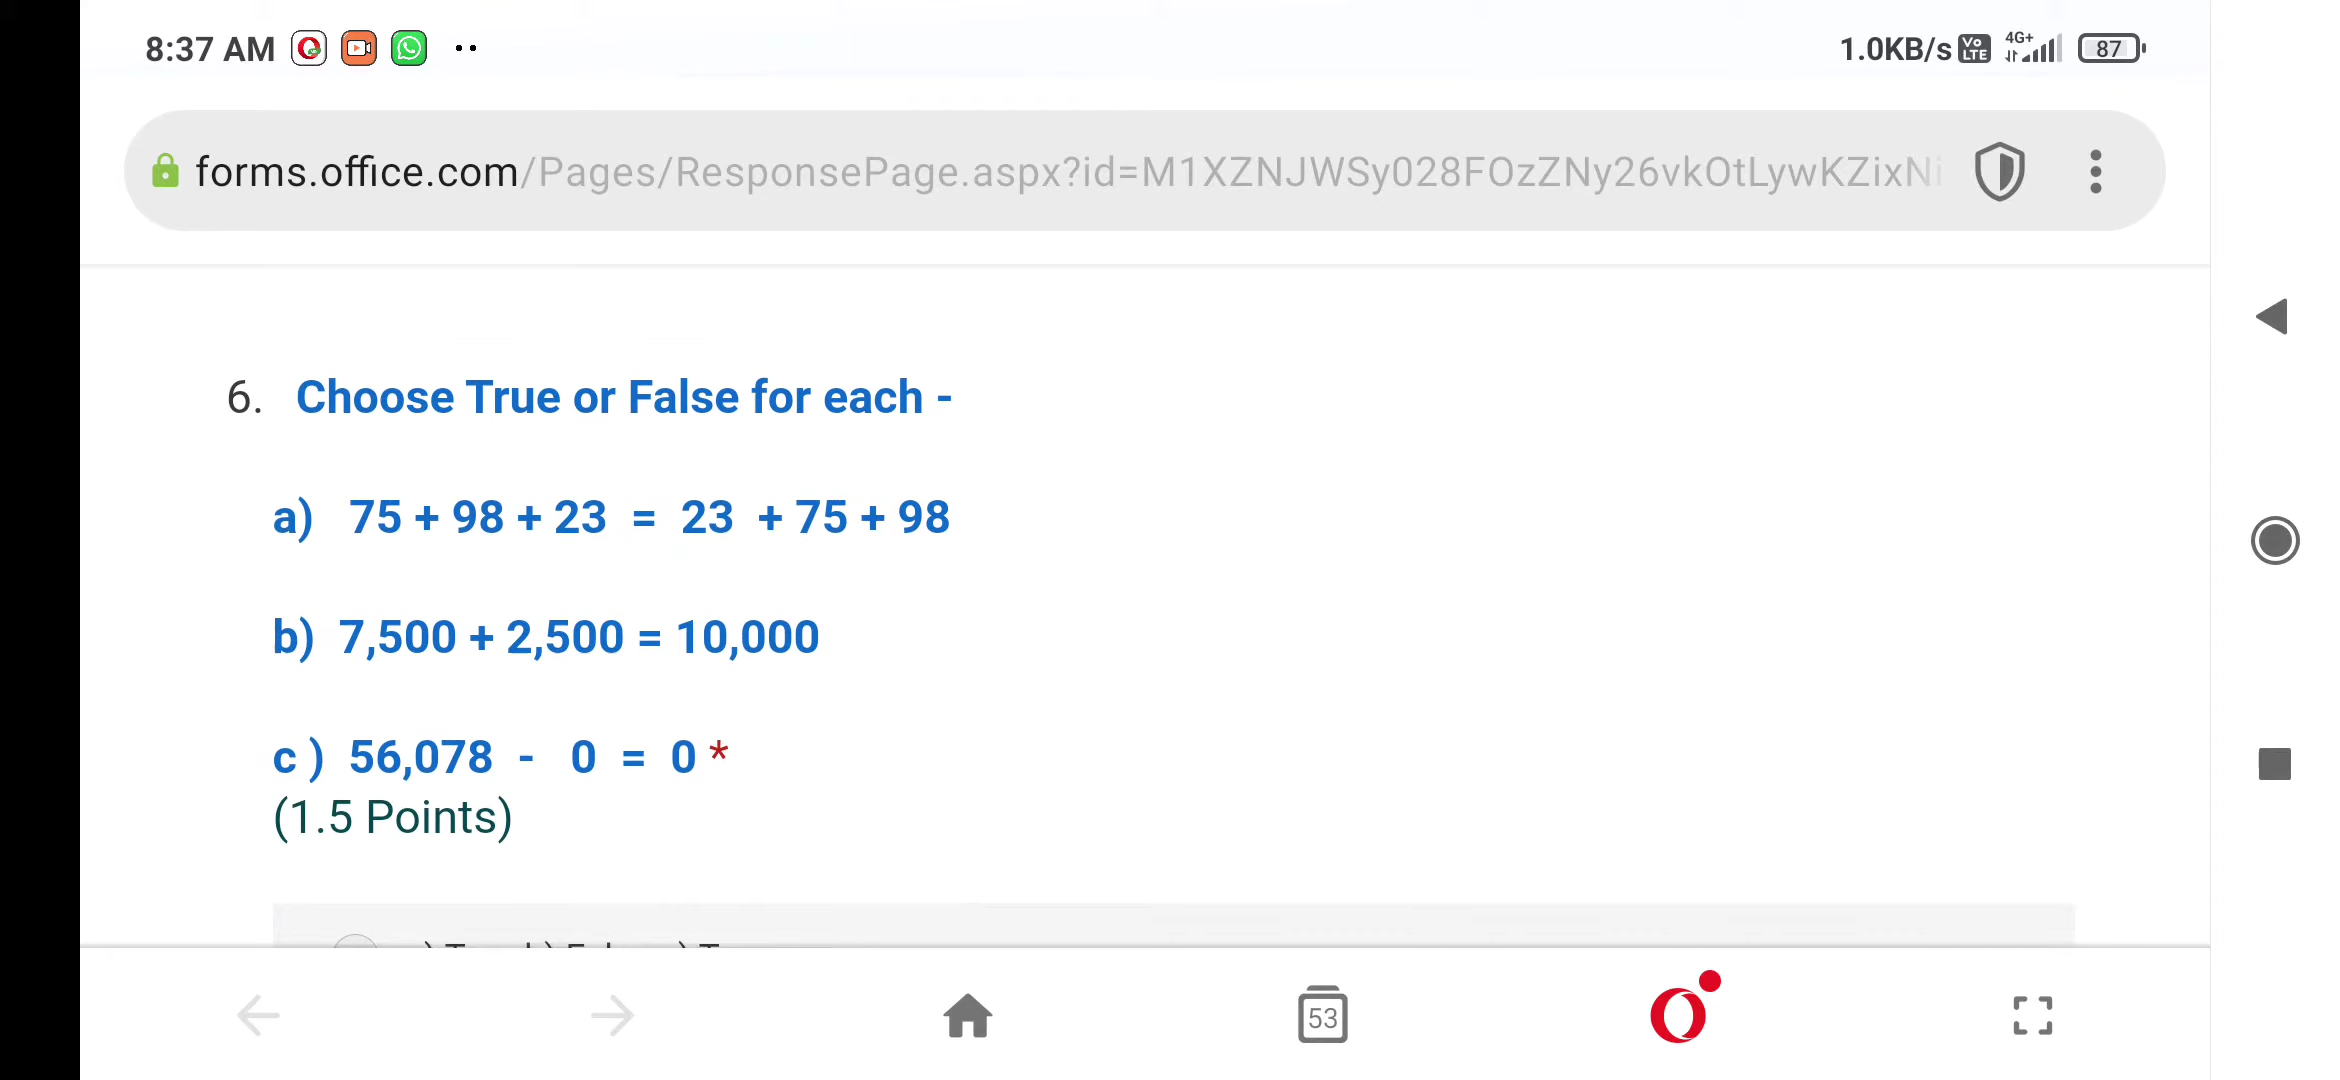 8:37 AM
1.0KB/s Vo LTE 4G+ 87
forms.office.com/Pages/ResponsePage.aspx?id=M1XZNJWSy028FOzZNy26vkOtLywKZixNi
6. Choose True or False for each -
a) 75 + 98 + 23 = 23 + 75 + 98
b) 7,500 + 2,500 = 10,000
c ) 56,078 - 0 = 0 *
(1.5 Points)
53